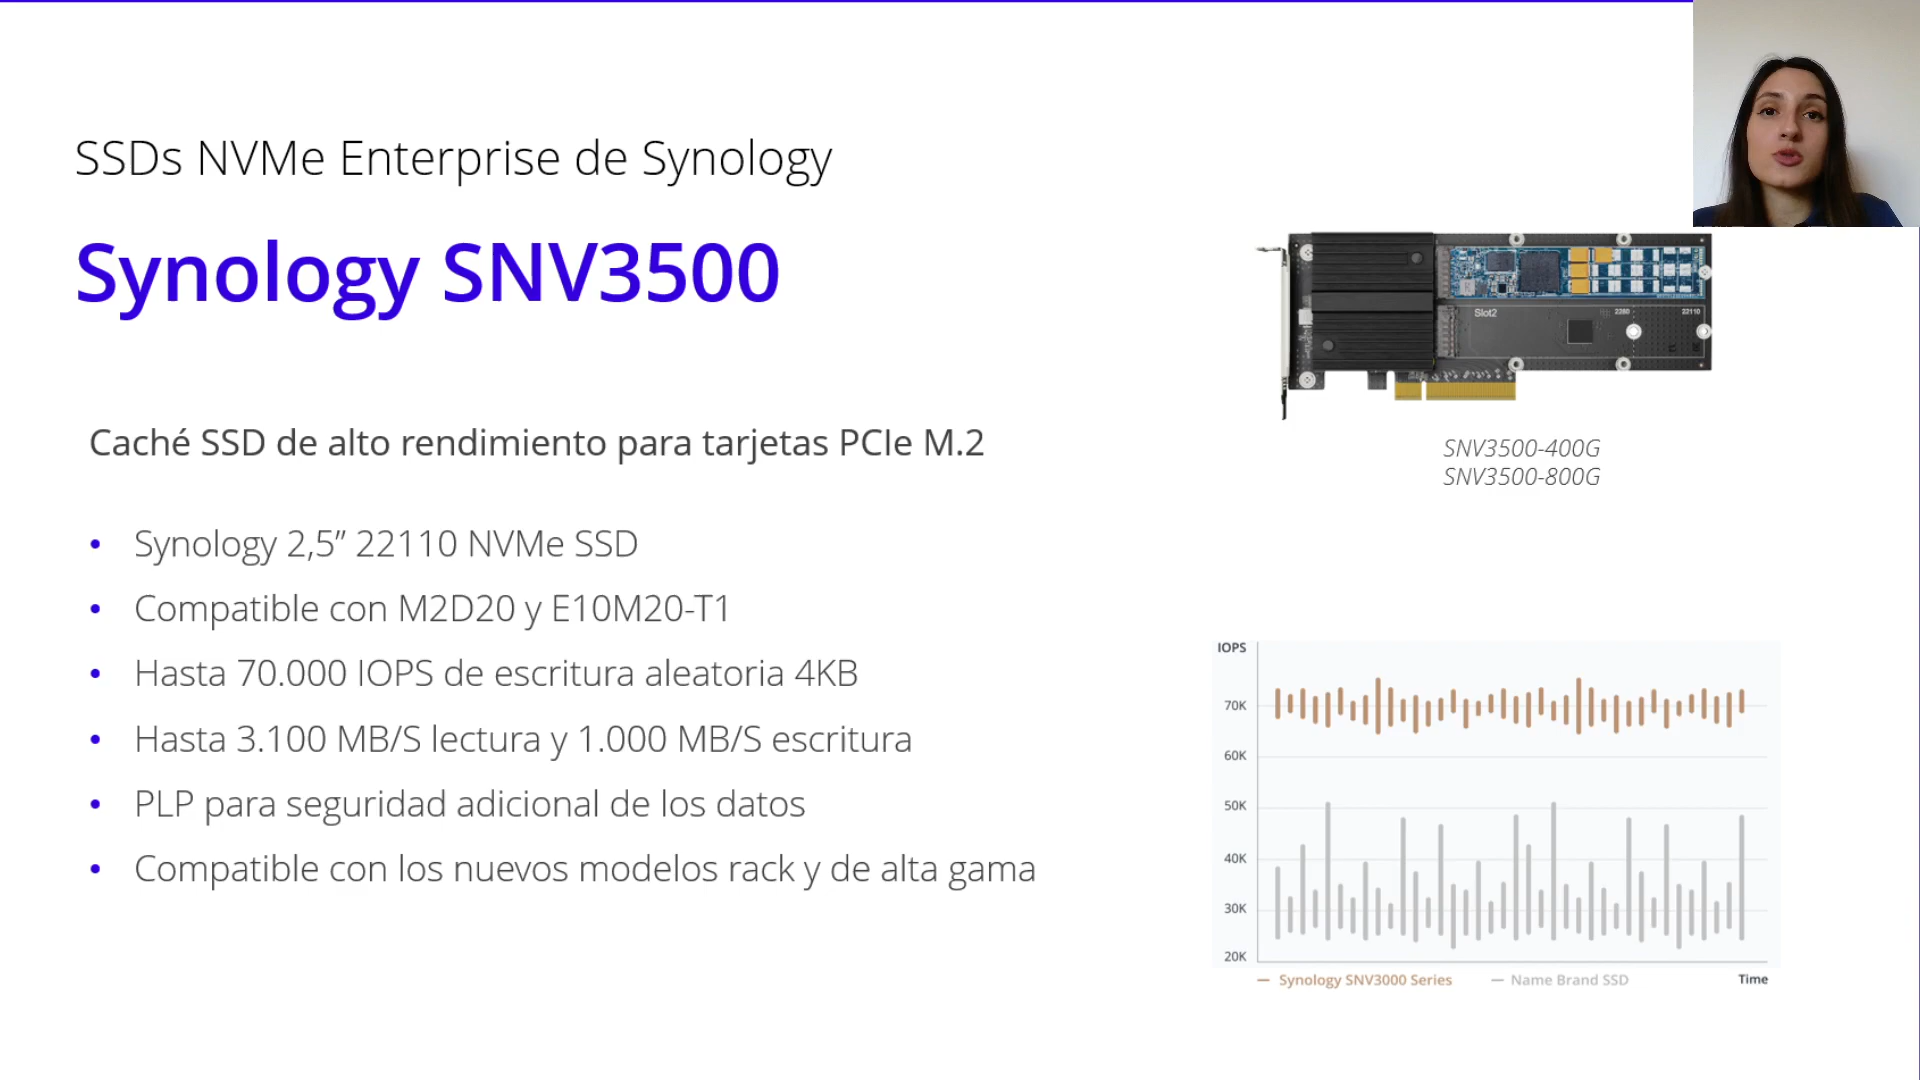 SSDs NVMe Enterprise de Synology
Synology SNV3500
Caché SSD de alto rendimiento para tarjetas PCIe M.2
• Synology 2,5” 22110 NVMe SSD
• Compatible con M2D20 y E10M20-T1
• Hasta 70.000 IOPS de escritura aleatoria 4KB
• Hasta 3.100 MB/S lectura y 1.000 MB/S escritura
• PLP para seguridad adicional de los datos
• Compatible con los nuevos modelos rack y de alta gama
Slot2
2280
22110
SNV3500-400G
SNV3500-800G
IOPS
70K
60K
50K
40K
30K
20K
Synology SNV3000 Series
Name Brand SSD
Time